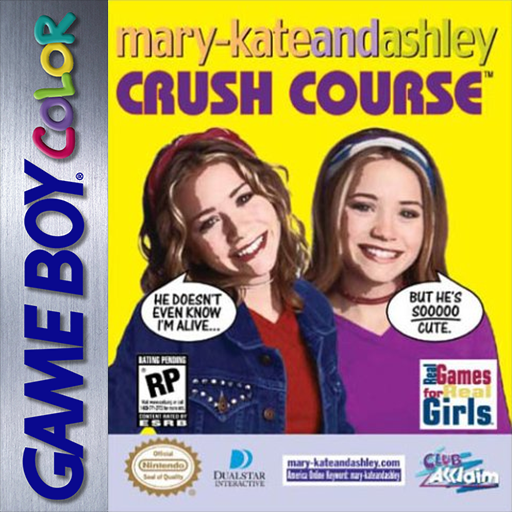 mary-kateandashley
CRUSH COURSE™
GAME BOY® COLOR
HE DOESN'T
EVEN KNOW
I'M ALIVE...
BUT HE'S
SOOOOO
CUTE.
RATING PENDING
RP
CONTENT RATED BY
ESRB
Real Games
for Real
Girls.
Official
Nintendo
Seal of Quality
DUALSTAR
INTERACTIVE
mary-kateandashley.com
America Online Keyword: mary-kateandashley
CLUB
Acclaim